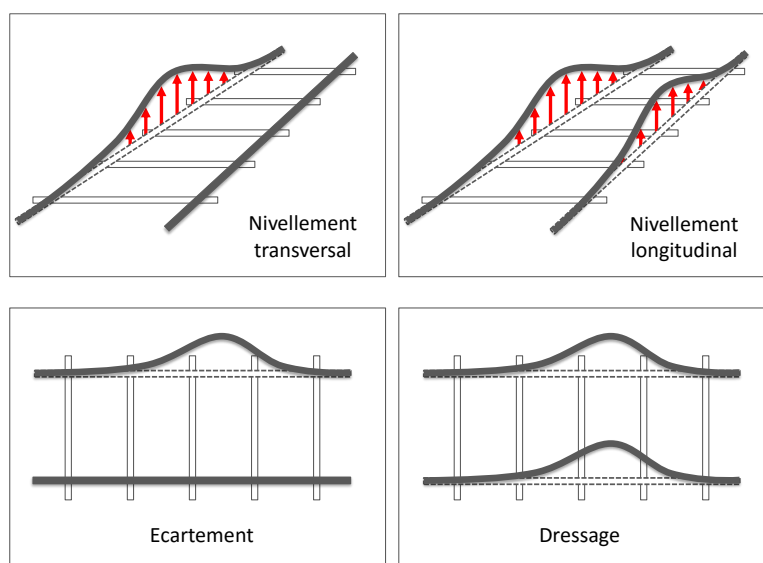 Nivellement
transversal
Nivellement
longitudinal
Ecartement
Dressage